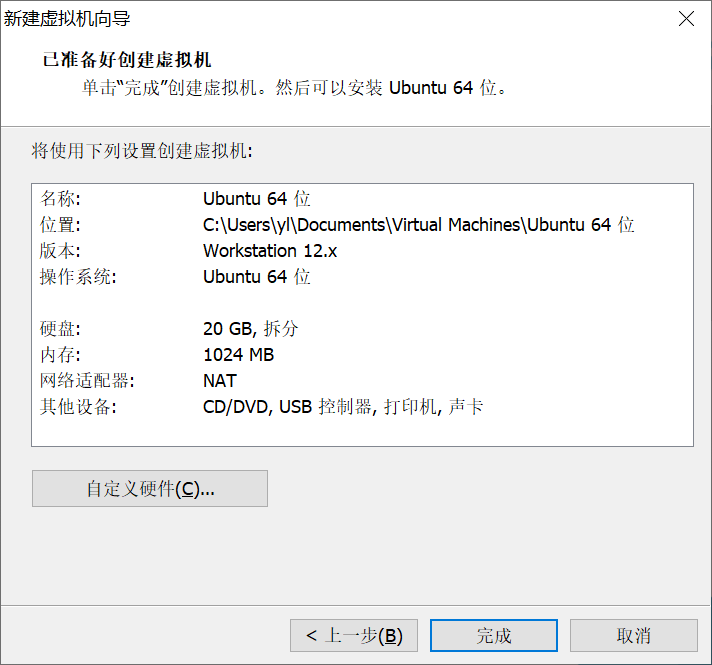 新建虚拟机向导
已准备好创建虚拟机
单击“完成”创建虚拟机。然后可以安装 Ubuntu 64 位。
将使用下列设置创建虚拟机:
名称: Ubuntu 64 位
位置: C:\Users\yl\Documents\Virtual Machines\Ubuntu 64 位
版本: Workstation 12.x
操作系统: Ubuntu 64 位
硬盘: 20 GB, 拆分
内存: 1024 MB
网络适配器: NAT
其他设备: CD/DVD, USB 控制器, 打印机, 声卡
自定义硬件(C)...
< 上一步(B) 完成 取消